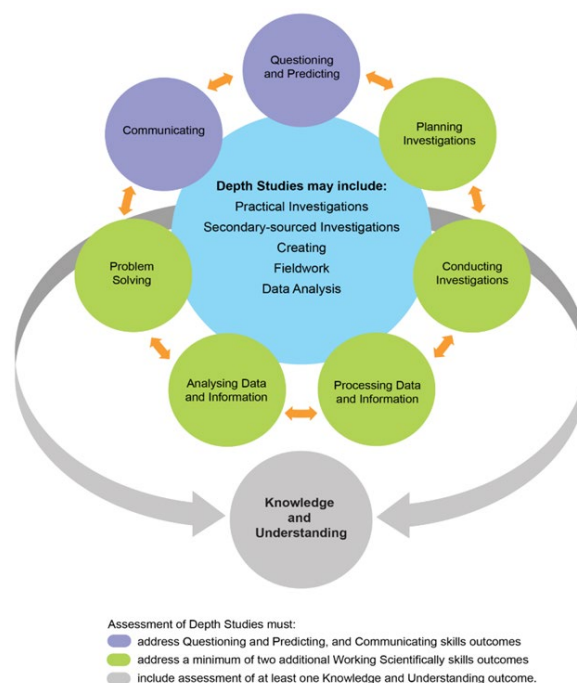 Questioning
and Predicting
Communicating
Planning
Investigations
Depth Studies may include:
Practical Investigations
Secondary-sourced Investigations
Creating
Fieldwork
Data Analysis
Problem
Solving
Conducting
Investigations
Analysing Data
and Information
Processing Data
and Information
Knowledge
and
Understanding
Assessment of Depth Studies must:
address Questioning and Predicting, and Communicating skills outcomes
address a minimum of two additional Working Scientifically skills outcomes
include assessment of at least one Knowledge and Understanding outcome.